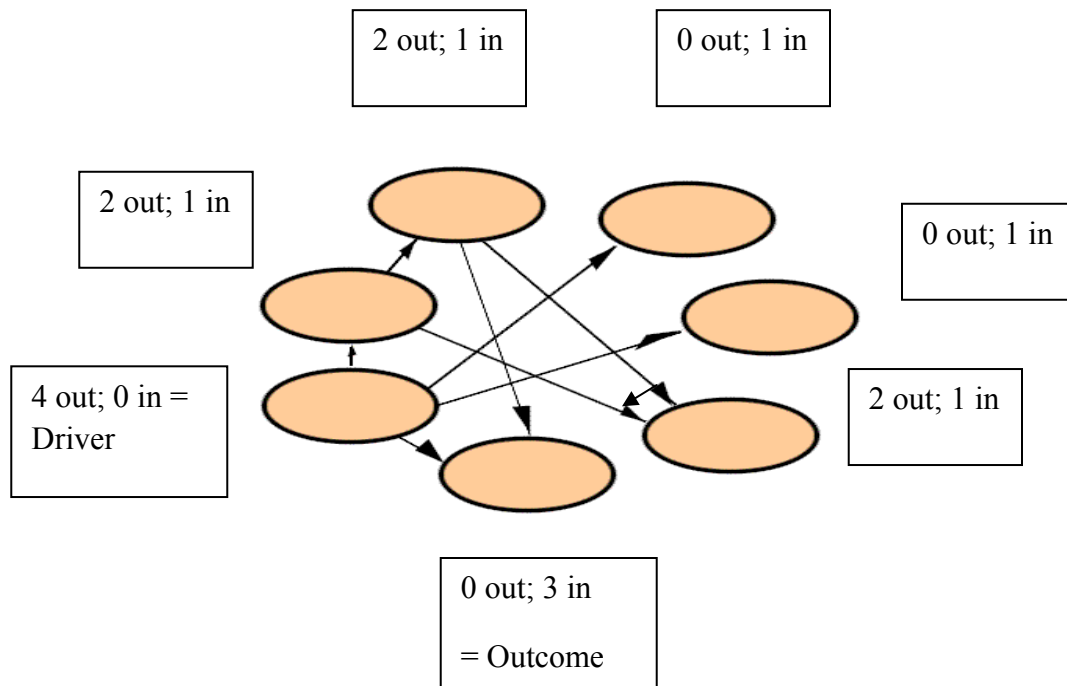 2 out; 1 in
0 out; 1 in
2 out; 1 in
0 out; 1 in
4 out; 0 in =
Driver
2 out; 1 in
0 out; 3 in
= Outcome